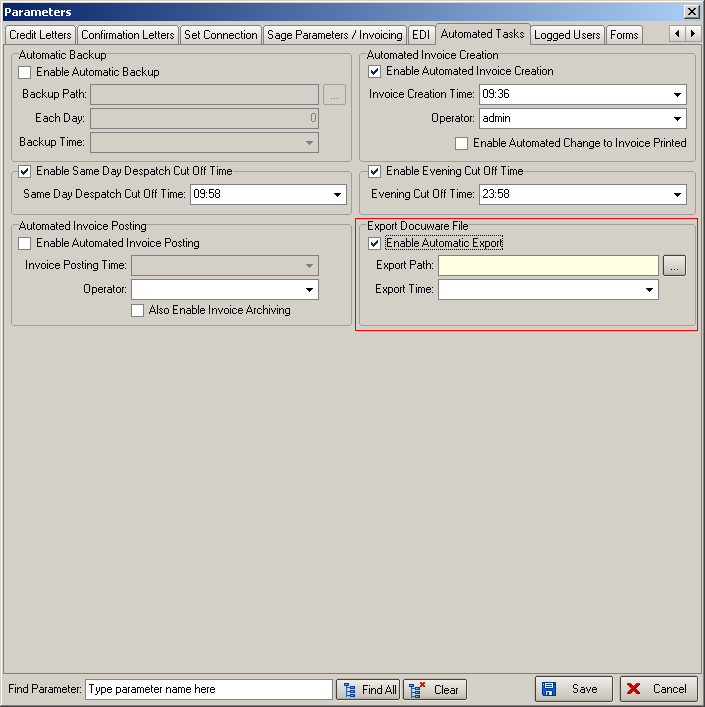 Parameters
Credit Letters Confirmation Letters Set Connection Sage Parameters / Invoicing EDI Automated Tasks Logged Users Forms
Automatic Backup
Enable Automatic Backup
Backup Path: ...
Each Day: 0
Backup Time:
Automated Invoice Creation
Enable Automated Invoice Creation
Invoice Creation Time: 09:36
Operator: admin
Enable Automated Change to Invoice Printed
Enable Same Day Despatch Cut Off Time
Same Day Despatch Cut Off Time: 09:58
Enable Evening Cut Off Time
Evening Cut Off Time: 23:58
Automated Invoice Posting
Enable Automated Invoice Posting
Invoice Posting Time:
Operator:
Also Enable Invoice Archiving
Export Docuware File
Enable Automatic Export
Export Path: ...
Export Time:
Find Parameter: Type parameter name here Find All Clear Save Cancel